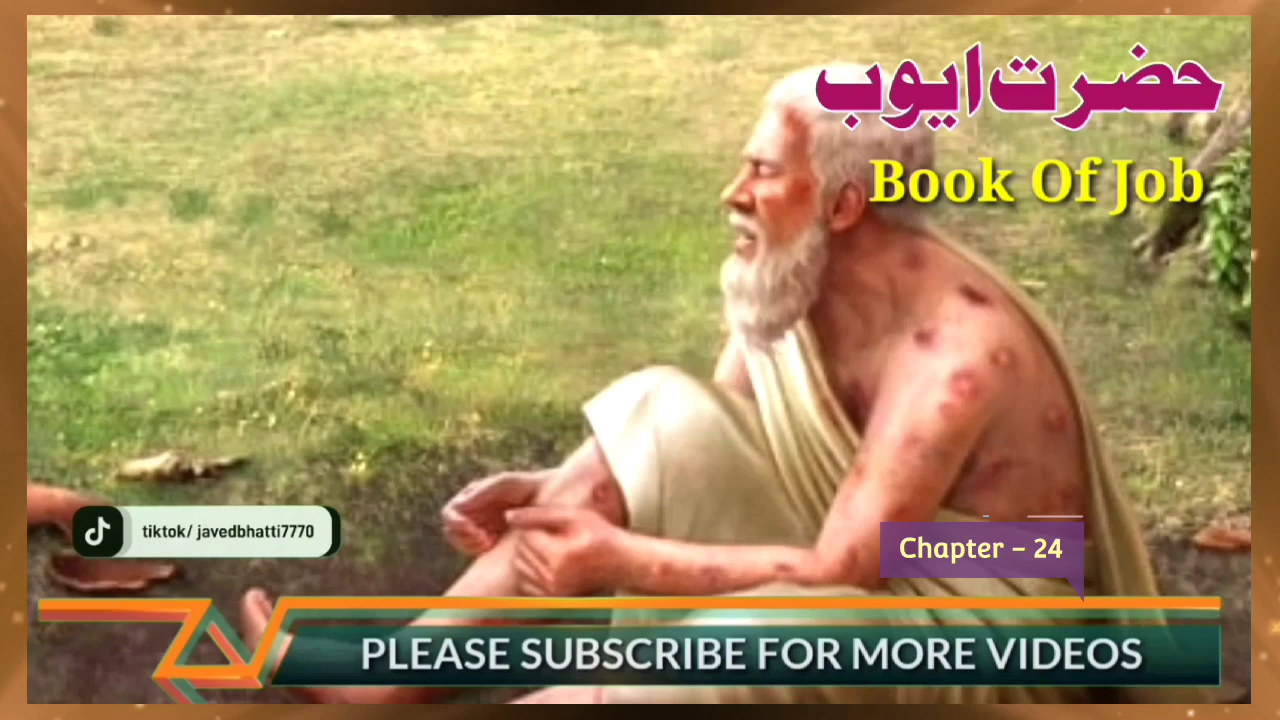 حضرت ایوب
Book Of Job
tiktok/ javedbhatti7770
Chapter – 24
PLEASE SUBSCRIBE FOR MORE VIDEOS